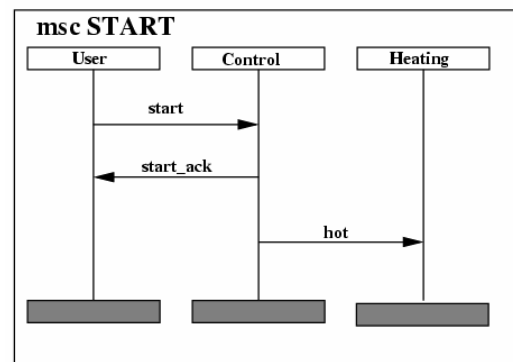 msc START
User Control Heating
start
start_ack
hot